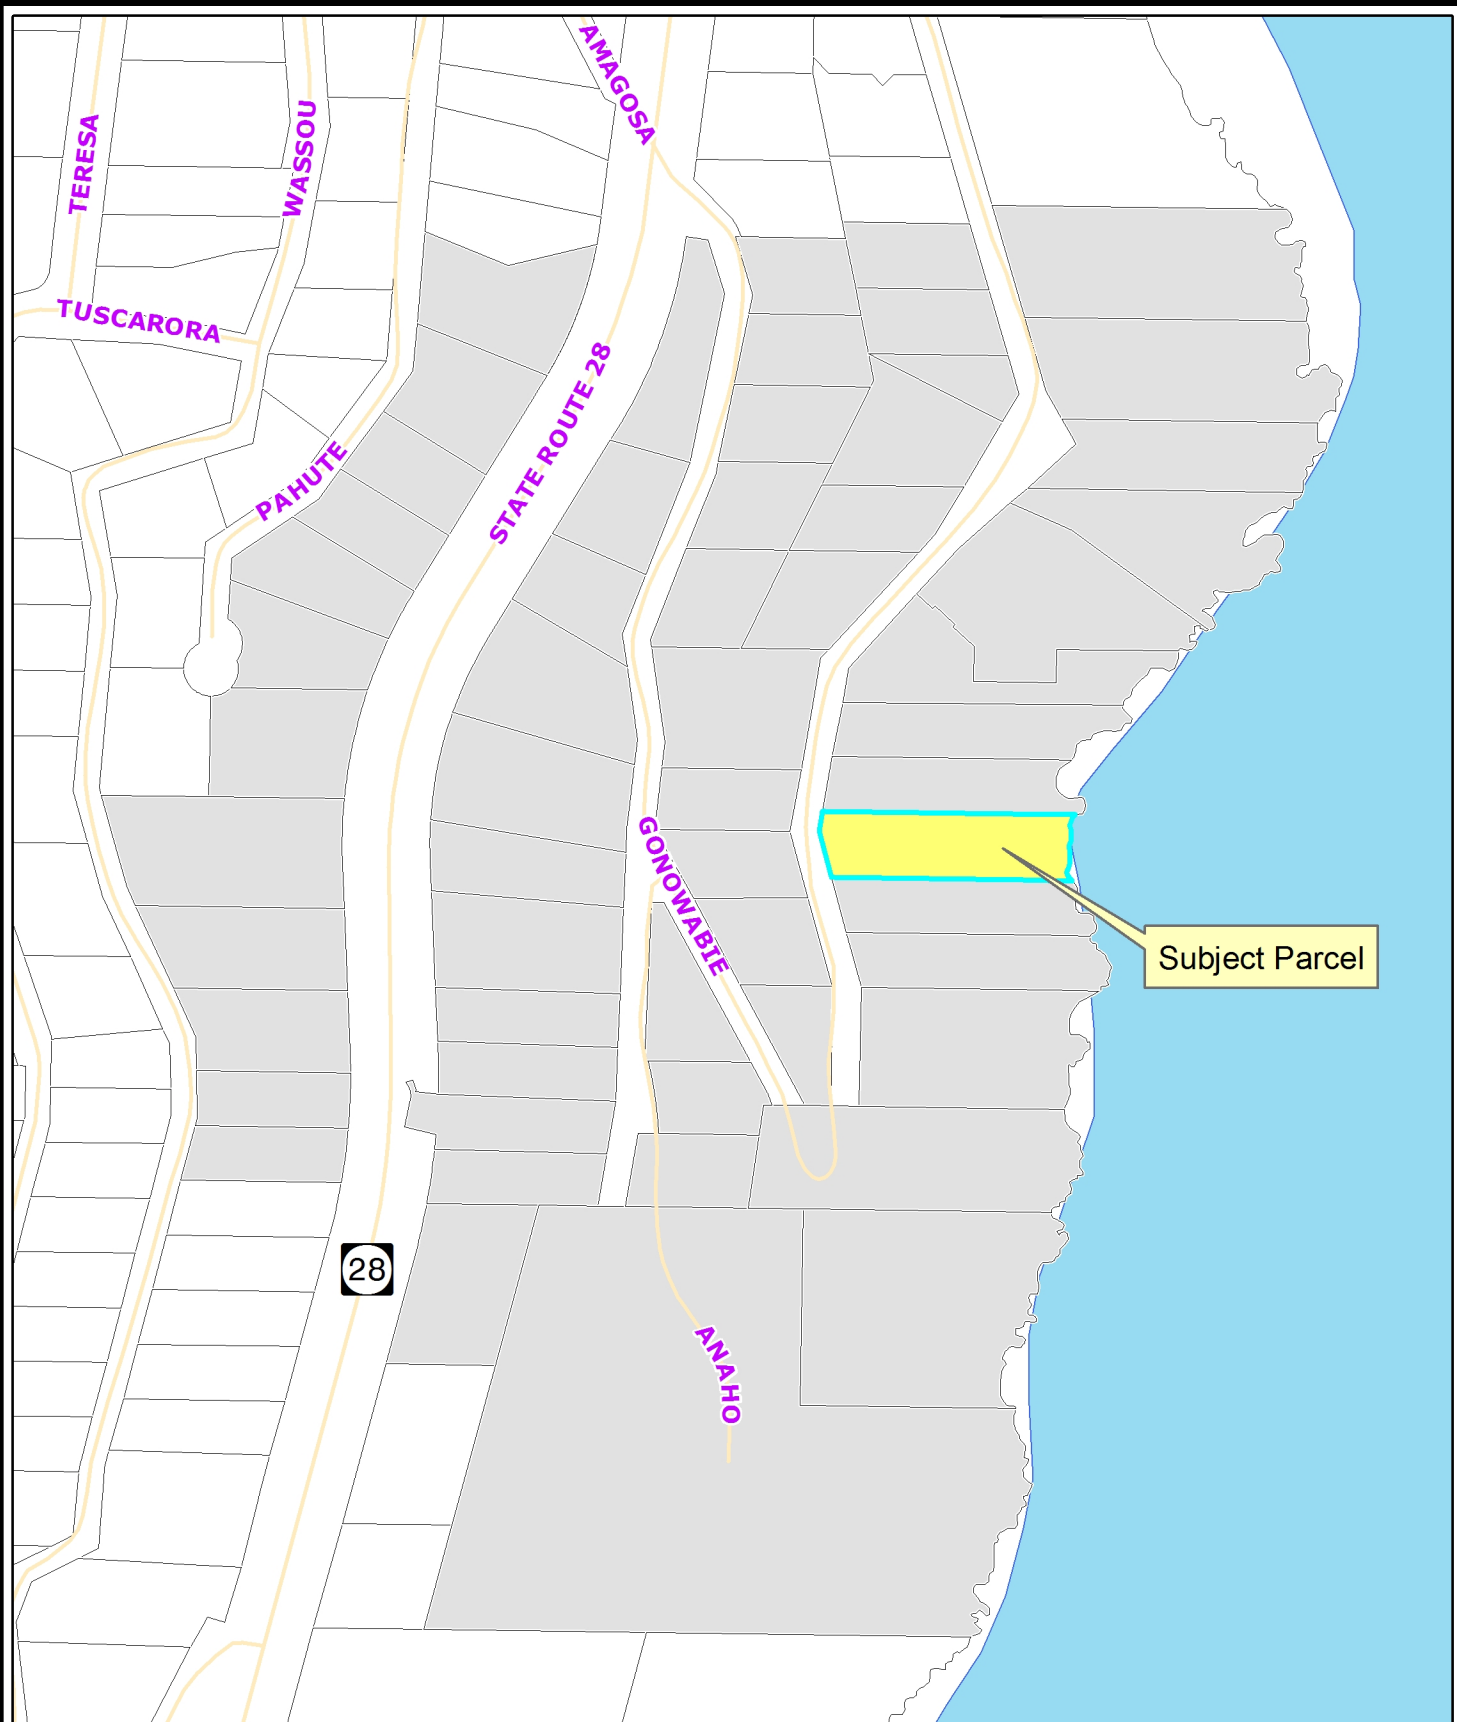 AMAGOSA
TERESA
WASSOU
TUSCARORA
STATE ROUTE 28
PAHUTE
GONOWABIE
Subject Parcel
28
ANAHO